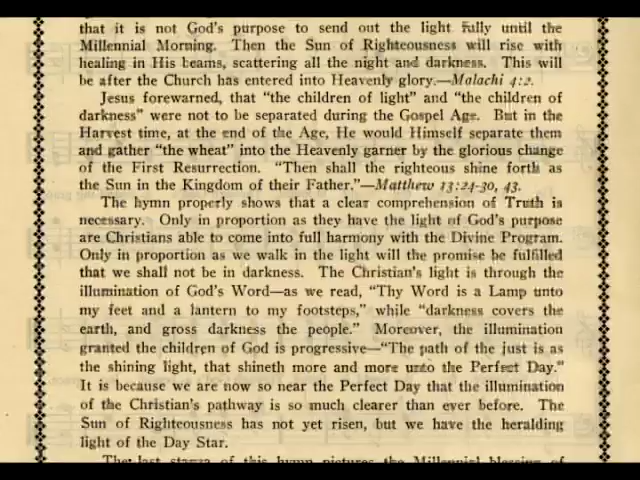 that it is not God's purpose to send out the light fully until the
Millennial Morning. Then the Sun of Righteousness will rise with
healing in His beams, scattering all the night and darkness. This will
be after the Church has entered into Heavenly glory.—Malachi 4:2.
Jesus forewarned, that "the children of light" and "the children of
darkness" were not to be separated during the Gospel Age. But in the
Harvest time, at the end of the Age, He would Himself separate them
and gather "the wheat" into the Heavenly garner by the glorious change
of the First Resurrection. "Then shall the righteous shine forth as
the Sun in the Kingdom of their Father."—Matthew 13:24-30, 43.
The hymn properly shows that a clear comprehension of Truth is
necessary. Only in proportion as they have the light of God's purpose
are Christians able to come into full harmony with the Divine Program.
Only in proportion as we walk in the light will the promise be fulfilled
that we shall not be in darkness. The Christian's light is through the
illumination of God's Word—as we read, "Thy Word is a Lamp unto
my feet and a lantern to my footsteps," while "darkness covers the
earth, and gross darkness the people." Moreover, the illumination
granted the children of God is progressive—"The path of the just is as
the shining light, that shineth more and more unto the Perfect Day."
It is because we are now so near the Perfect Day that the illumination
of the Christian's pathway is so much clearer than ever before. The
Sun of Righteousness has not yet risen, but we have the heralding
light of the Day Star.
The last stanza of this hymn pictures the Millennial blessing of